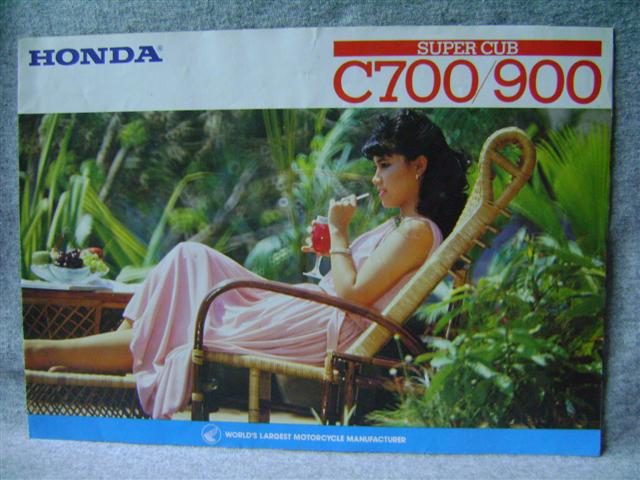 HONDA
SUPER CUB
C700/900
WORLD'S LARGEST MOTORCYCLE MANUFACTURER